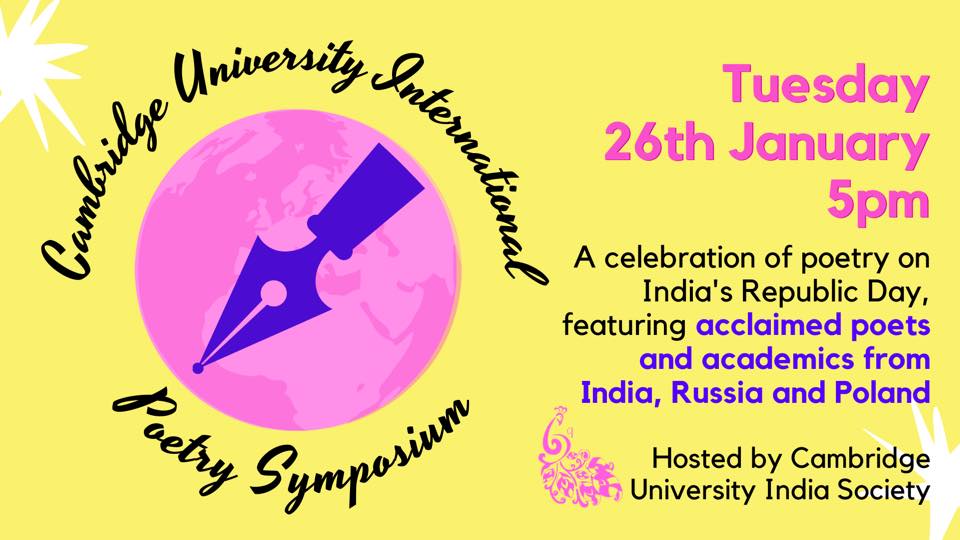 Cambridge University International
Poetry Symposium
Tuesday
26th January
5pm
A celebration of poetry on
India's Republic Day,
featuring acclaimed poets
and academics from
India, Russia and Poland
Hosted by Cambridge
University India Society